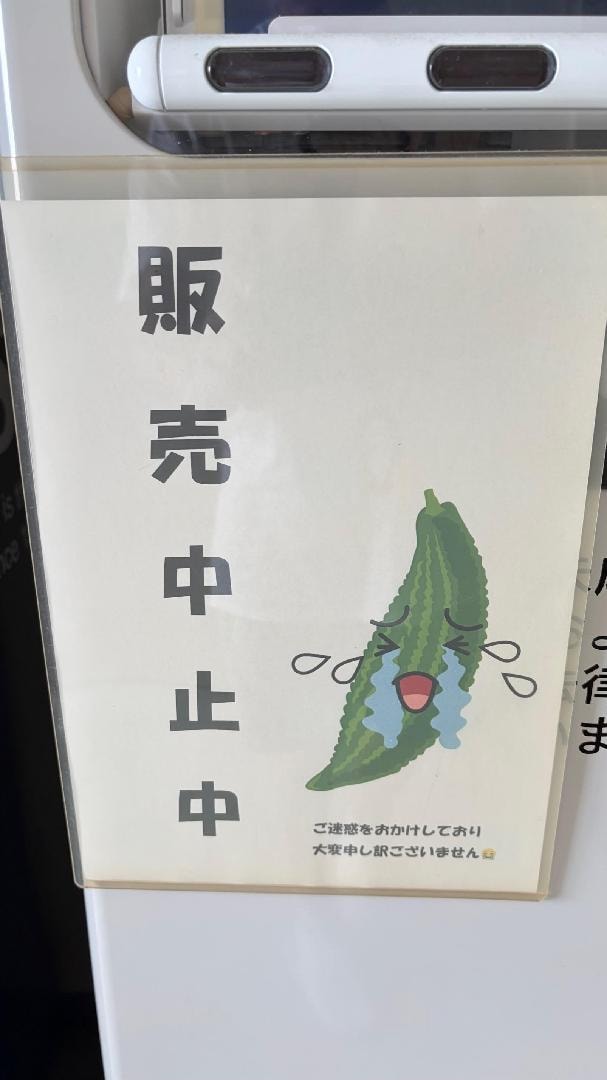 販売中止中
ご迷惑をおかけしており
大変申し訳ございません😭